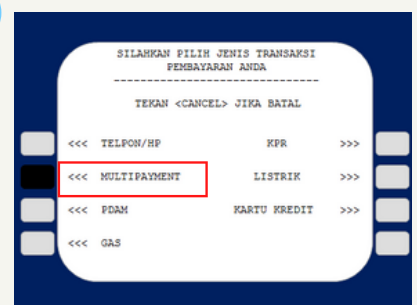 SILAHKAN PILIH JENIS TRANSAKSI
PEMBAYARAN ANDA
--------------------------------
TEKAN <CANCEL> JIKA BATAL
<<< TELPON/HP KPR >>>
<<< MULTIPAYMENT LISTRIK >>>
<<< PDAM KARTU KREDIT >>>
<<< GAS